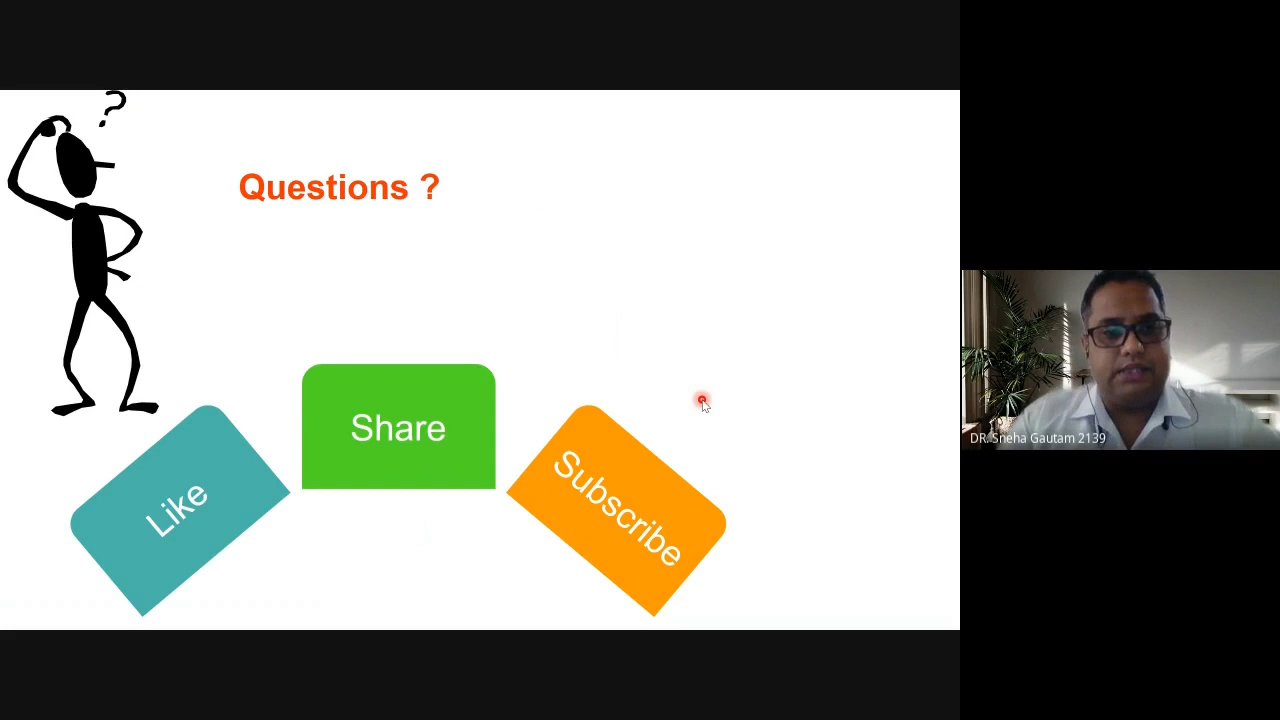 ?
Questions ?
Like
Share
Subscribe
DR. Sneha Gautam 2139